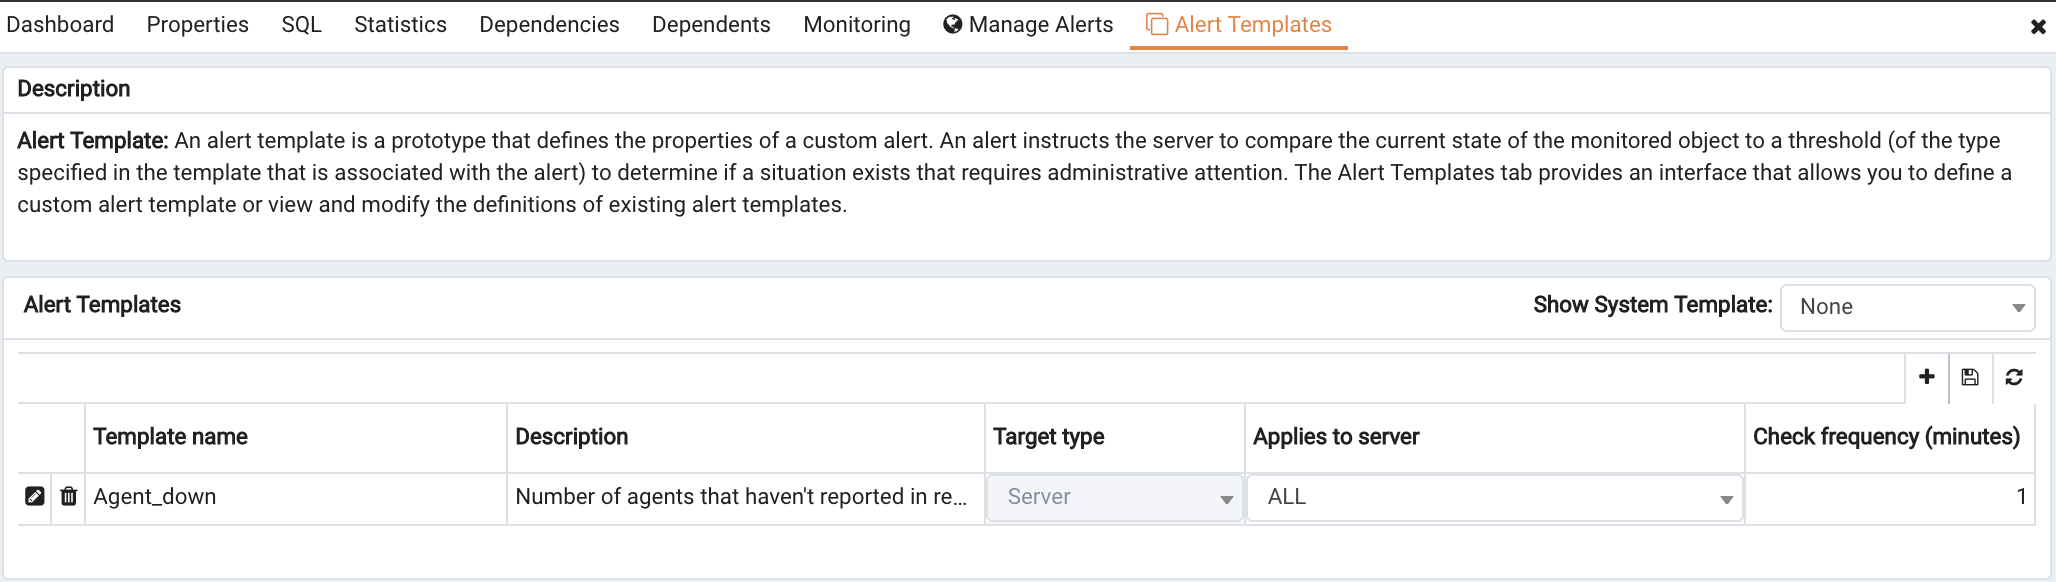 Dashboard Properties SQL Statistics Dependencies Dependents Monitoring Manage Alerts Alert Templates
Description
Alert Template: An alert template is a prototype that defines the properties of a custom alert. An alert instructs the server to compare the current state of the monitored object to a threshold (of the type
specified in the template that is associated with the alert) to determine if a situation exists that requires administrative attention. The Alert Templates tab provides an interface that allows you to define a
custom alert template or view and modify the definitions of existing alert templates.
Alert Templates Show System Template: None
Template name Description Target type Applies to server Check frequency (minutes)
Agent_down Number of agents that haven't reported in re... Server ALL 1